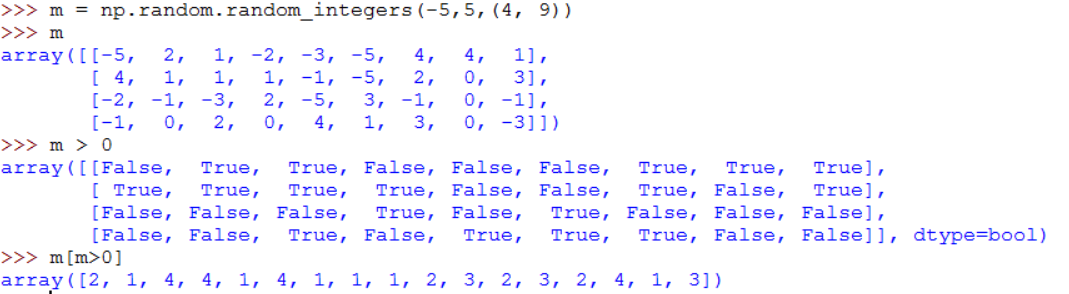 >>> m = np.random.random_integers(-5,5,(4, 9))
>>> m
array([[-5,  2,  1, -2, -3, -5,  4,  4,  1],
       [ 4,  1,  1,  1, -1, -5,  2,  0,  3],
       [-2, -1, -3,  2, -5,  3, -1,  0, -1],
       [-1,  0,  2,  0,  4,  1,  3,  0, -3]])
>>> m > 0
array([[False,  True,  True, False, False, False,  True,  True,  True],
       [ True,  True,  True,  True, False, False,  True, False,  True],
       [False, False, False,  True, False,  True, False, False, False],
       [False, False,  True, False,  True,  True,  True, False, False]], dtype=bool)
>>> m[m>0]
array([2, 1, 4, 4, 1, 4, 1, 1, 1, 2, 3, 2, 3, 2, 4, 1, 3])